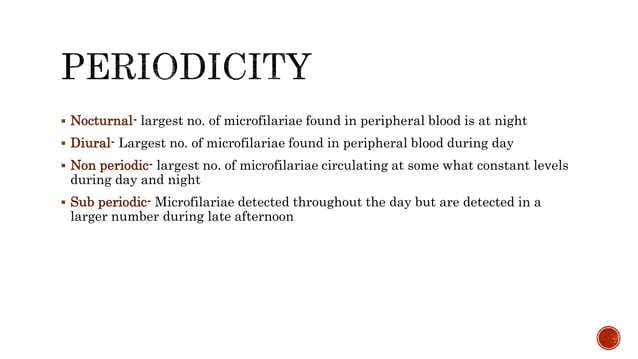 PERIODICITY
▪ Nocturnal- largest no. of microfilariae found in peripheral blood is at night
▪ Diural- Largest no. of microfilariae found in peripheral blood during day
▪ Non periodic- largest no. of microfilariae circulating at some what constant levels
during day and night
▪ Sub periodic- Microfilariae detected throughout the day but are detected in a
larger number during late afternoon